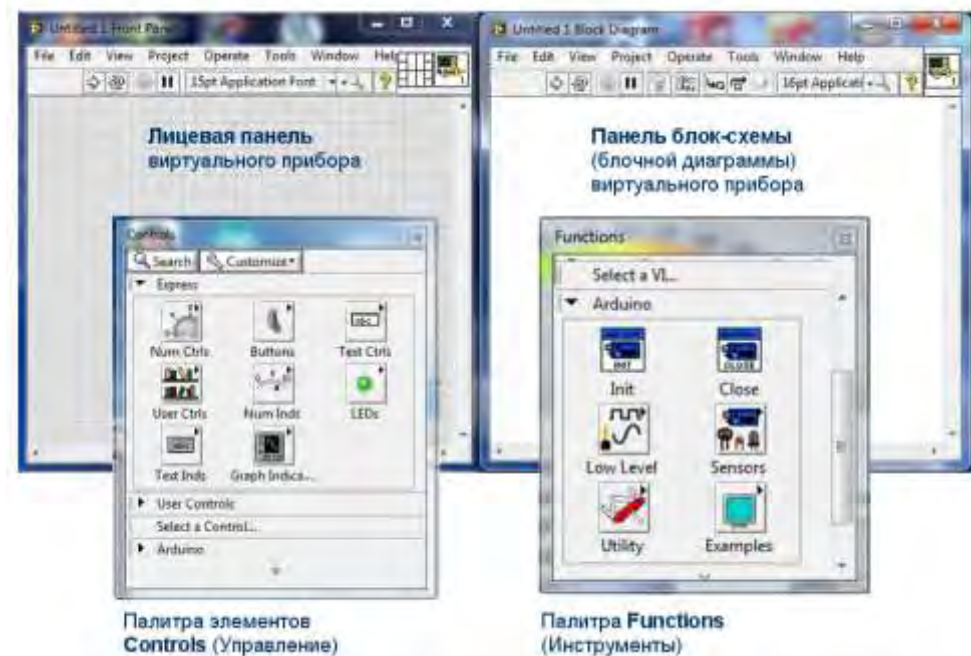 Untitled 1 Front Panel
File Edit View Project Operate Tools Window Help
15pt Application Font
Лицевая панель
виртуального прибора
Untitled 1 Block Diagram
File Edit View Project Operate Tools Window Help
16pt Applicati
Панель блок-схемы
(блочной диаграммы)
виртуального прибора
Controls
Search Customize
Express
Num Ctrls Buttons Text Ctrls
User Ctrls Num Inds LEDs
Text Inds Graph Indica...
User Controls
Select a Control...
Arduino
Палитра элементов
Controls (Управление)
Functions
Select a VI...
Arduino
INIT CLOSE
Init Close
Low Level Sensors
Utility Examples
Палитра Functions
(Инструменты)